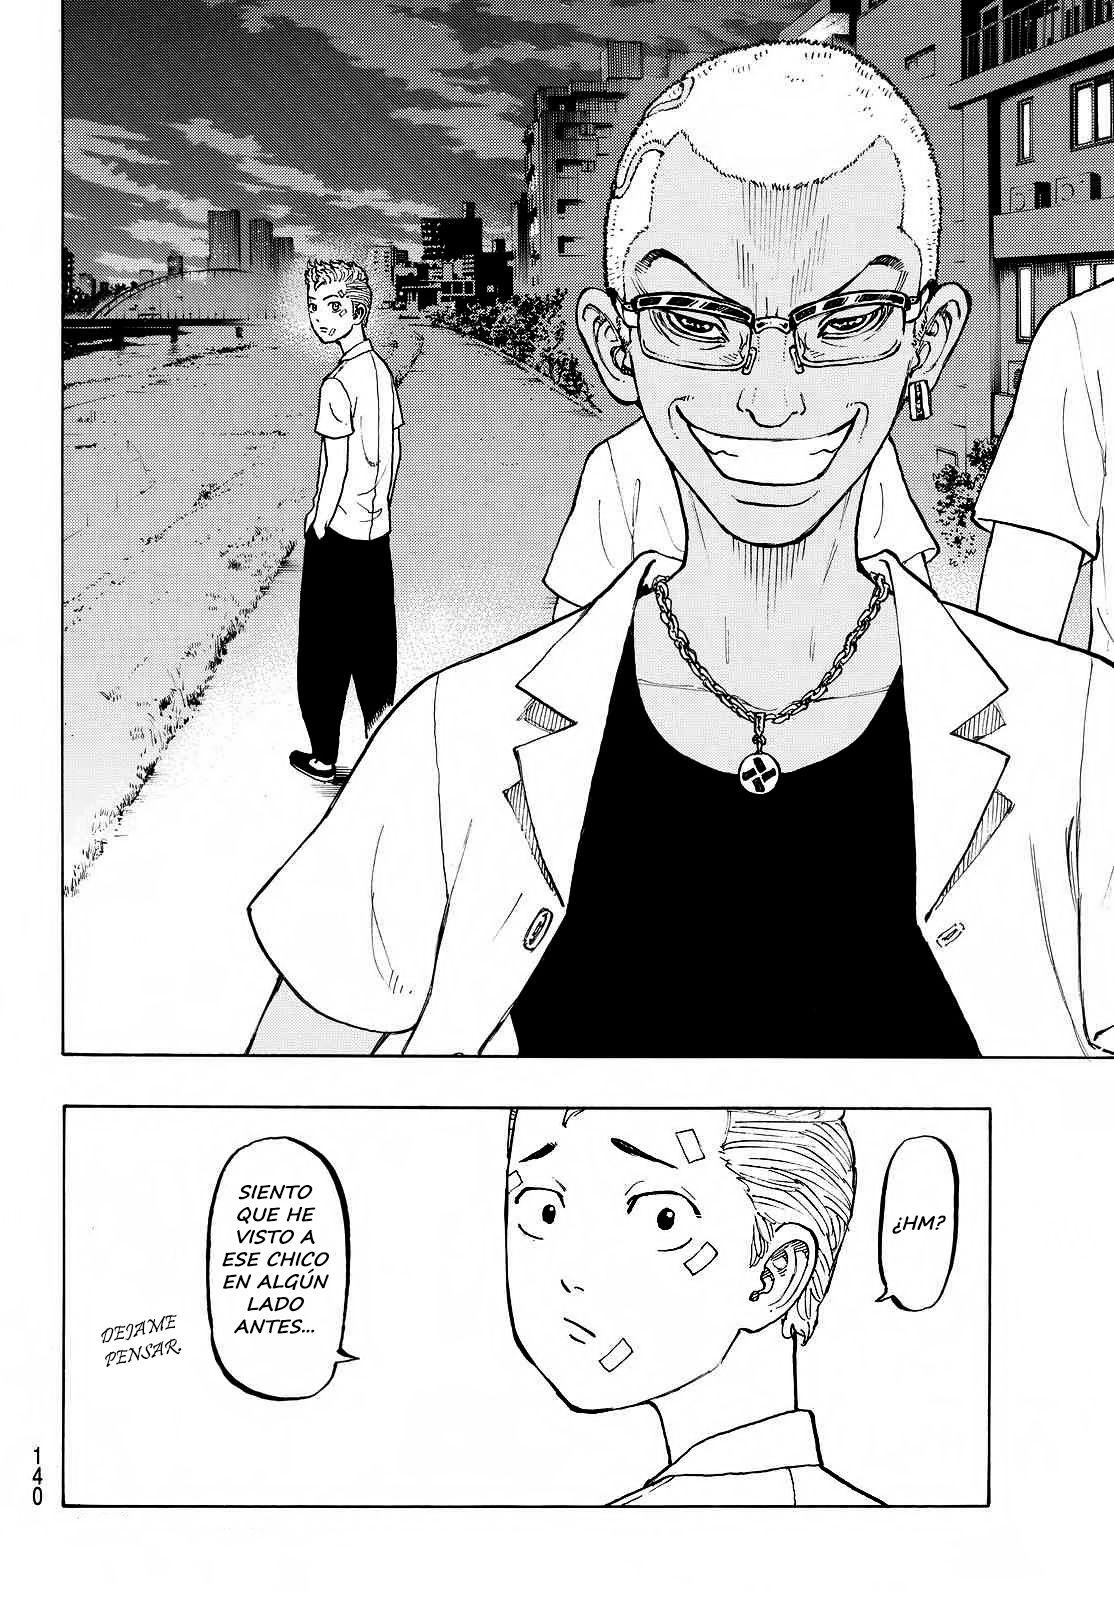 ¿HM?
SIENTO
QUE HE
VISTO A
ESE CHICO
EN ALGÚN
LADO
ANTES...
DEJAME
PENSAR.
140